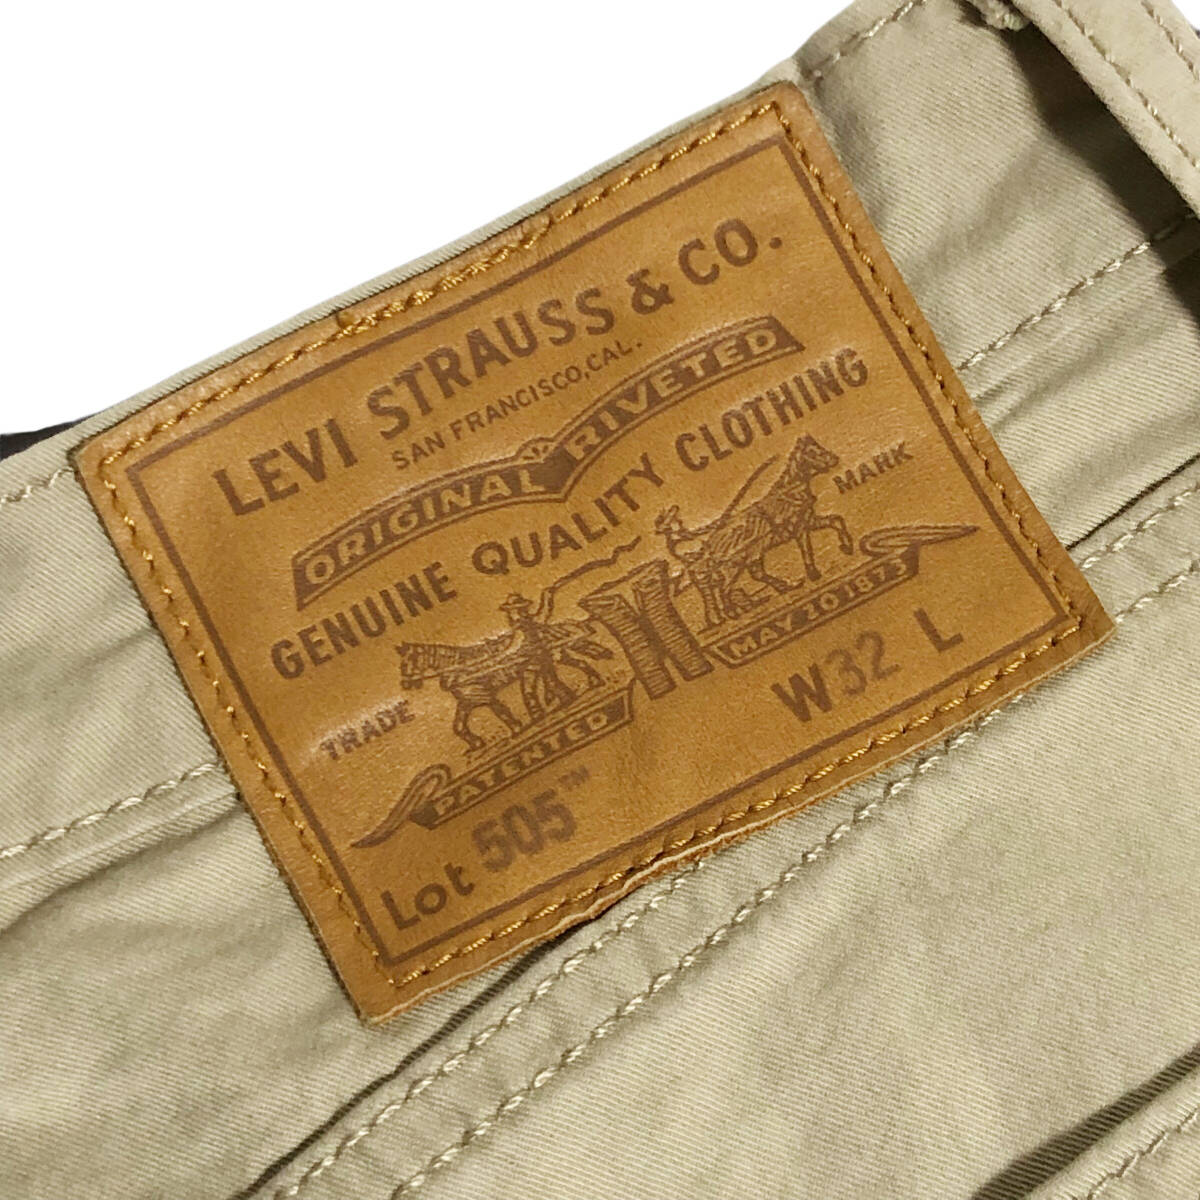 LEVI STRAUSS & CO.
SAN FRANCISCO, CAL.
ORIGINAL RIVETED
GENUINE QUALITY CLOTHING
TRADE MARK
PATENTED MAY 20 1873
Lot 505™ W32 L